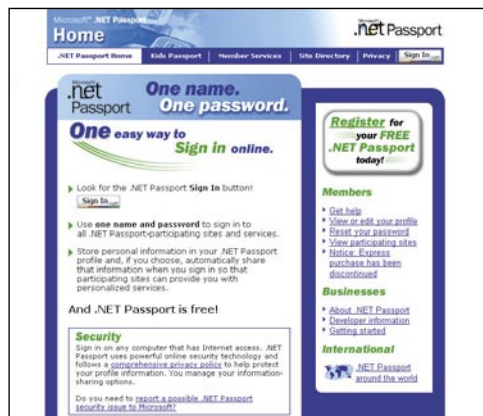 Microsoft® .NET Passport
Home
.net Passport
.NET Passport Home
Kids Passport
Member Services
Site Directory
Privacy
Sign In .net
Microsoft®
.net
Passport
One name.
One password.
One easy way to
Sign in online.
Look for the .NET Passport Sign In button!
Sign In .net
Use one name and password to sign in to
all .NET Passport-participating sites and services.
Store personal information in your .NET Passport
profile and, if you choose, automatically share
that information when you sign in so that
participating sites can provide you with
personalized services.
And .NET Passport is free!
Security
Sign in on any computer that has Internet access. .NET
Passport uses powerful online security technology and
follows a comprehensive privacy policy to help protect
your profile information. You manage your information-
sharing options.
Do you need to report a possible .NET Passport
security issue to Microsoft?
Register for
your FREE
.NET Passport
today!
Members
Get help
View or edit your profile
Reset your password
View participating sites
Notice: Express
purchase has been
discontinued
Businesses
About .NET Passport
Developer information
Getting started
International
.NET Passport
around the world